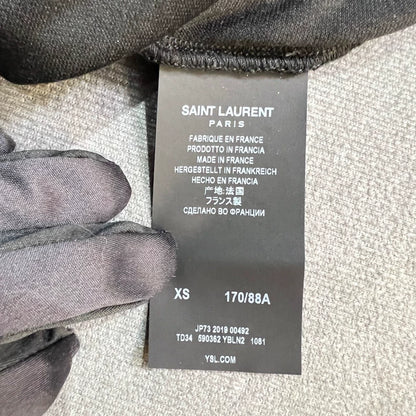 SAINT LAURENT
PARIS
FABRIQUÉ EN FRANCE
PRODOTTO IN FRANCIA
MADE IN FRANCE
HERGESTELLT IN FRANKREICH
HECHO EN FRANCIA
产地:法国
フランス製
СДЕЛАНО ВО ФРАНЦИИ
XS 170/88A
JP73 2019 00492
TD34 590362 YBLN2 1081
YSL.COM